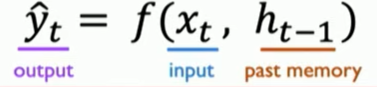 ŷₜ = f(xₜ, hₜ₋₁)
output input past memory